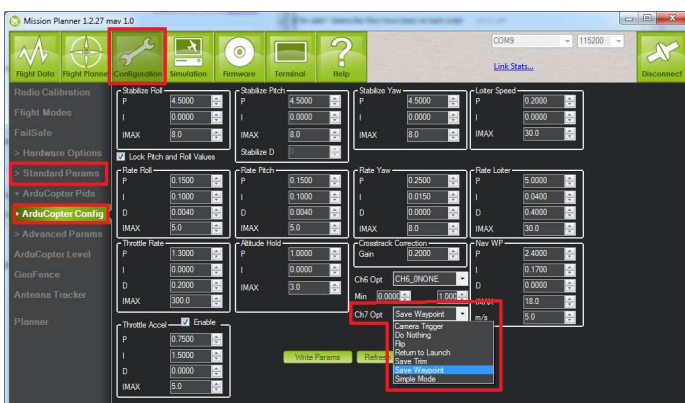 Mission Planner 1.2.27 mav 1.0
COM9 115200
Link Stats...
Flight Data Flight Planne Configuration Simulation Firmware Terminal Help Disconnect
Radio Calibration
Flight Modes
FailSafe
> Hardware Options
> Standard Params
+ ArduCopter Pids
ArduCopter Config
> Advanced Params
ArduCopter Level
GeoFence
Antenna Tracker
Planner
Stabilize Roll
P 4.5000
I 0.0000
IMAX 8.0
Lock Pitch and Roll Values
Stabilize Pitch
P 4.5000
I 0.0000
IMAX 8.0
Stabilize D
Stabilize Yaw
P 4.5000
I 0.0000
IMAX 8.0
Loiter Speed
P 0.2000
I 0.0000
IMAX 30.0
Rate Roll
P 0.1500
I 0.1000
D 0.0040
IMAX 5.0
Rate Pitch
P 0.1500
I 0.1000
D 0.0040
IMAX 5.0
Rate Yaw
P 0.2500
I 0.0150
D 0.0000
IMAX 8.0
Rate Loiter
P 5.0000
I 0.0400
D 0.4000
IMAX 30.0
Throttle Rate
P 1.3000
I 0.0000
D 0.2000
IMAX 300.0
Altitude Hold
P 1.0000
I 0.0000
IMAX 3.0
Crosstrack Correction
Gain 0.2000
Ch6 Opt CH6_0NONE
Min 0.0000 1.000
Ch7 Opt Save Waypoint
Camera Trigger
Do Nothing
Flip
Return to Launch
Save Trim
Save Waypoint
Simple Mode
Nav WP
P 2.4000
I 0.1700
D 0.0000
IMAX 18.0
m/s 5.0
Throttle Accel Enable
P 0.7500
I 1.5000
D 0.0000
IMAX 5.0
Write Params Refresh